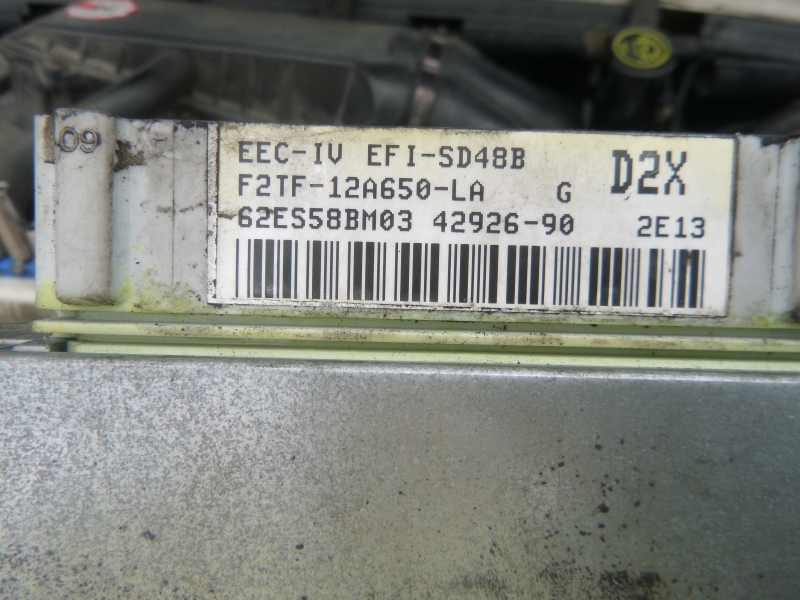 09
EEC-IV EFI-SD48B
D2X
F2TF-12A650-LA G
62ES58BM03 42926-90 2E13